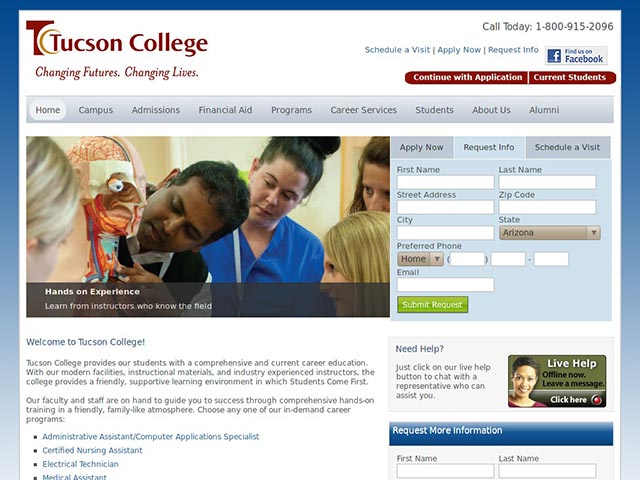 Tucson College
Changing Futures. Changing Lives.
Call Today: 1-800-915-2096
Schedule a Visit | Apply Now | Request Info
Find us on
Facebook
Continue with Application | Current Students
Home Campus Admissions Financial Aid Programs Career Services Students About Us Alumni
Hands on Experience
Learn from instructors who know the field
Apply Now Request Info Schedule a Visit
First Name Last Name
Street Address Zip Code
City State
Arizona
Preferred Phone
Home ( ) -
Email
Submit Request
Welcome to Tucson College!
Tucson College provides our students with a comprehensive and current career education.
With our modern facilities, instructional materials, and industry experienced instructors, the
college provides a friendly, supportive learning environment in which Students Come First.
Our faculty and staff are on hand to guide you to success through comprehensive hands-on
training in a friendly, family-like atmosphere. Choose any one of our in-demand career
programs:
Administrative Assistant/Computer Applications Specialist
Certified Nursing Assistant
Electrical Technician
Medical Assistant
Need Help?
Just click on our live help
button to chat with a
representative who can
assist you.
Live Help
Offline now.
Leave a message.
Click here
Request More Information
First Name Last Name